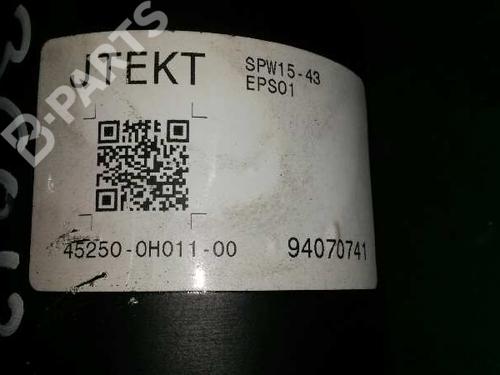 JTEKT
SPW15-43
EPS01
45250-0H011-00
94070741
B-PARTS